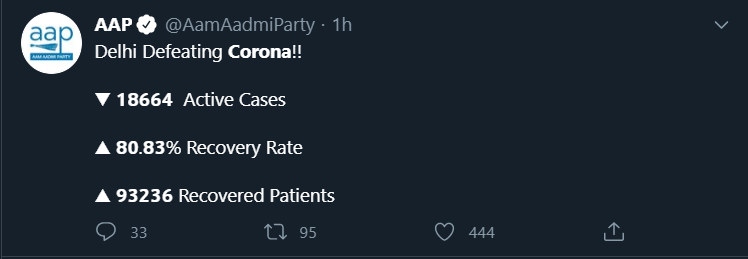 aap
AAM AADMI PARTY
AAP @AamAadmiParty · 1h
Delhi Defeating Corona!!
▼ 18664 Active Cases
▲ 80.83% Recovery Rate
▲ 93236 Recovered Patients
33 95 444